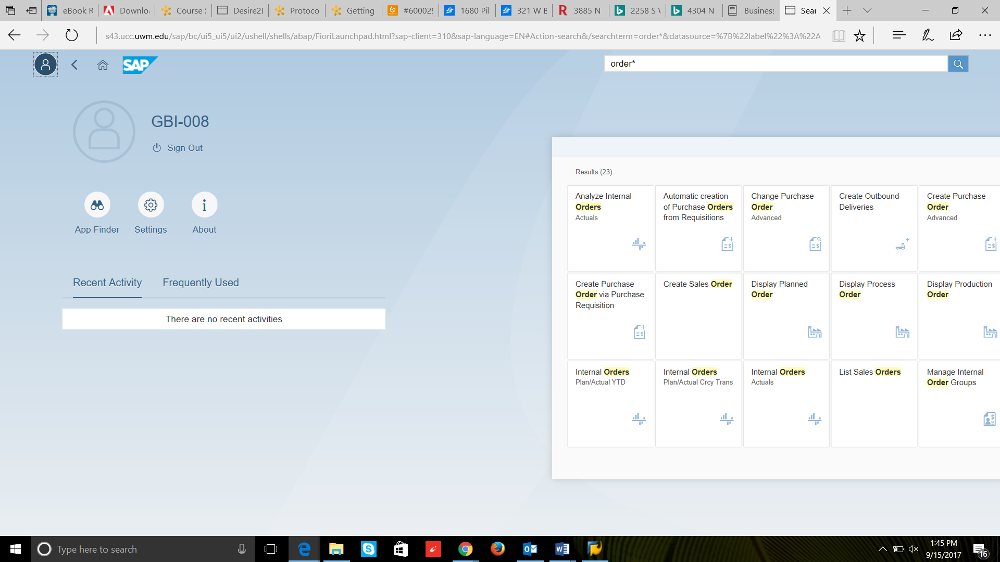 eBook R
Downlo
Course S
Desire2L
Protoco
Getting
#600029
1680 Pil
321 W B
3885 N
2258 S W
4304 N
Business
Sear
s43.ucc.uwm.edu/sap/bc/ui5_ui5/ui2/ushell/shells/abap/FioriLaunchpad.html?sap-client=310&sap-language=EN#Action-search&/searchterm=order*&datasource=%7B%22label%22%3A%22A
SAP
order*
GBI-008
Sign Out
App Finder
Settings
About
Recent Activity
Frequently Used
There are no recent activities
Results (23)
Analyze Internal
Orders
Actuals
Automatic creation
of Purchase Orders
from Requisitions
Change Purchase
Order
Advanced
Create Outbound
Deliveries
Create Purchase
Order
Advanced
Create Purchase
Order via Purchase
Requisition
Create Sales Order
Display Planned
Order
Display Process
Order
Display Production
Order
Internal Orders
Plan/Actual YTD
Internal Orders
Plan/Actual Crcy Trans
Internal Orders
Actuals
List Sales Orders
Manage Internal
Order Groups
Type here to search
1:45 PM
9/15/2017
16